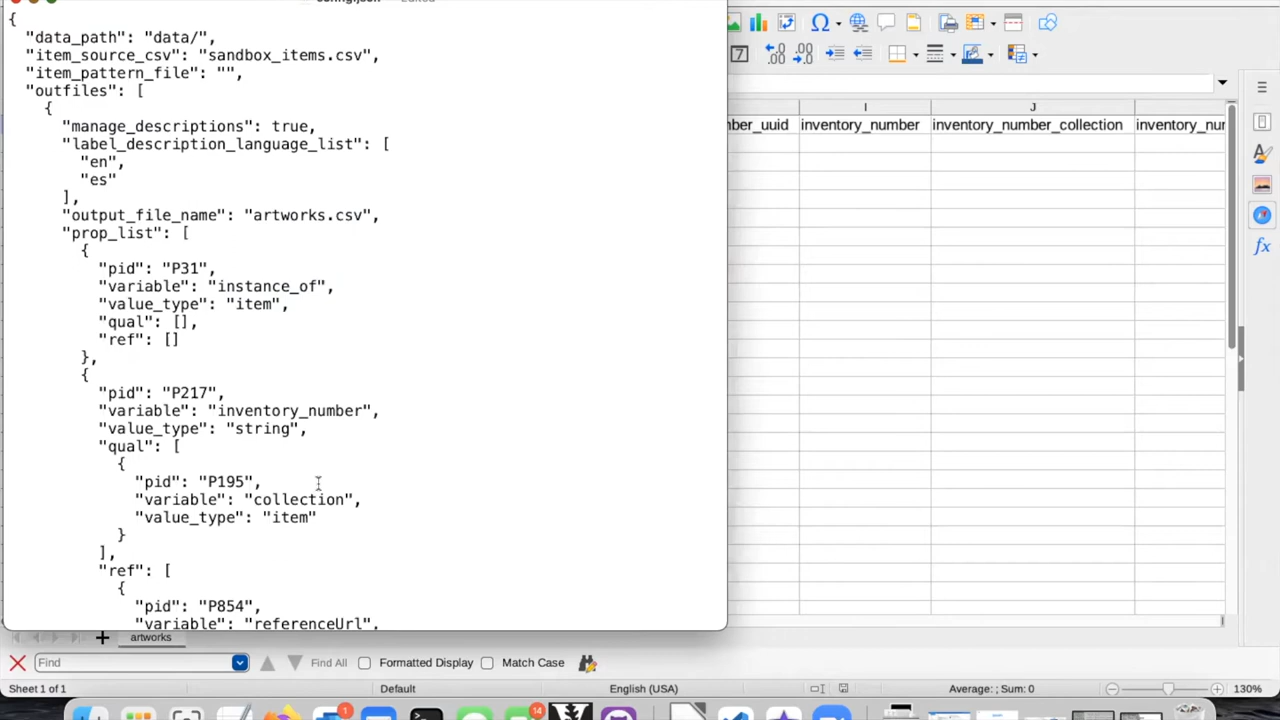 {
"data_path": "data/",
"item_source_csv": "sandbox_items.csv",
"item_pattern_file": "",
"outfiles": [
{
"manage_descriptions": true,
"label_description_language_list": [
"en",
"es"
],
"output_file_name": "artworks.csv",
"prop_list": [
{
"pid": "P31",
"variable": "instance_of",
"value_type": "item",
"qual": [],
"ref": []
},
{
"pid": "P217",
"variable": "inventory_number",
"value_type": "string",
"qual": [
{
"pid": "P195",
"variable": "collection",
"value_type": "item"
}
],
"ref": [
{
"pid": "P854",
"variable": "referenceUrl",
I J
inventory_number inventory_number_collection
artworks
Find Find All Formatted Display Match Case
Sheet 1 of 1 Default English (USA) Average: ; Sum: 0 130%
1 14